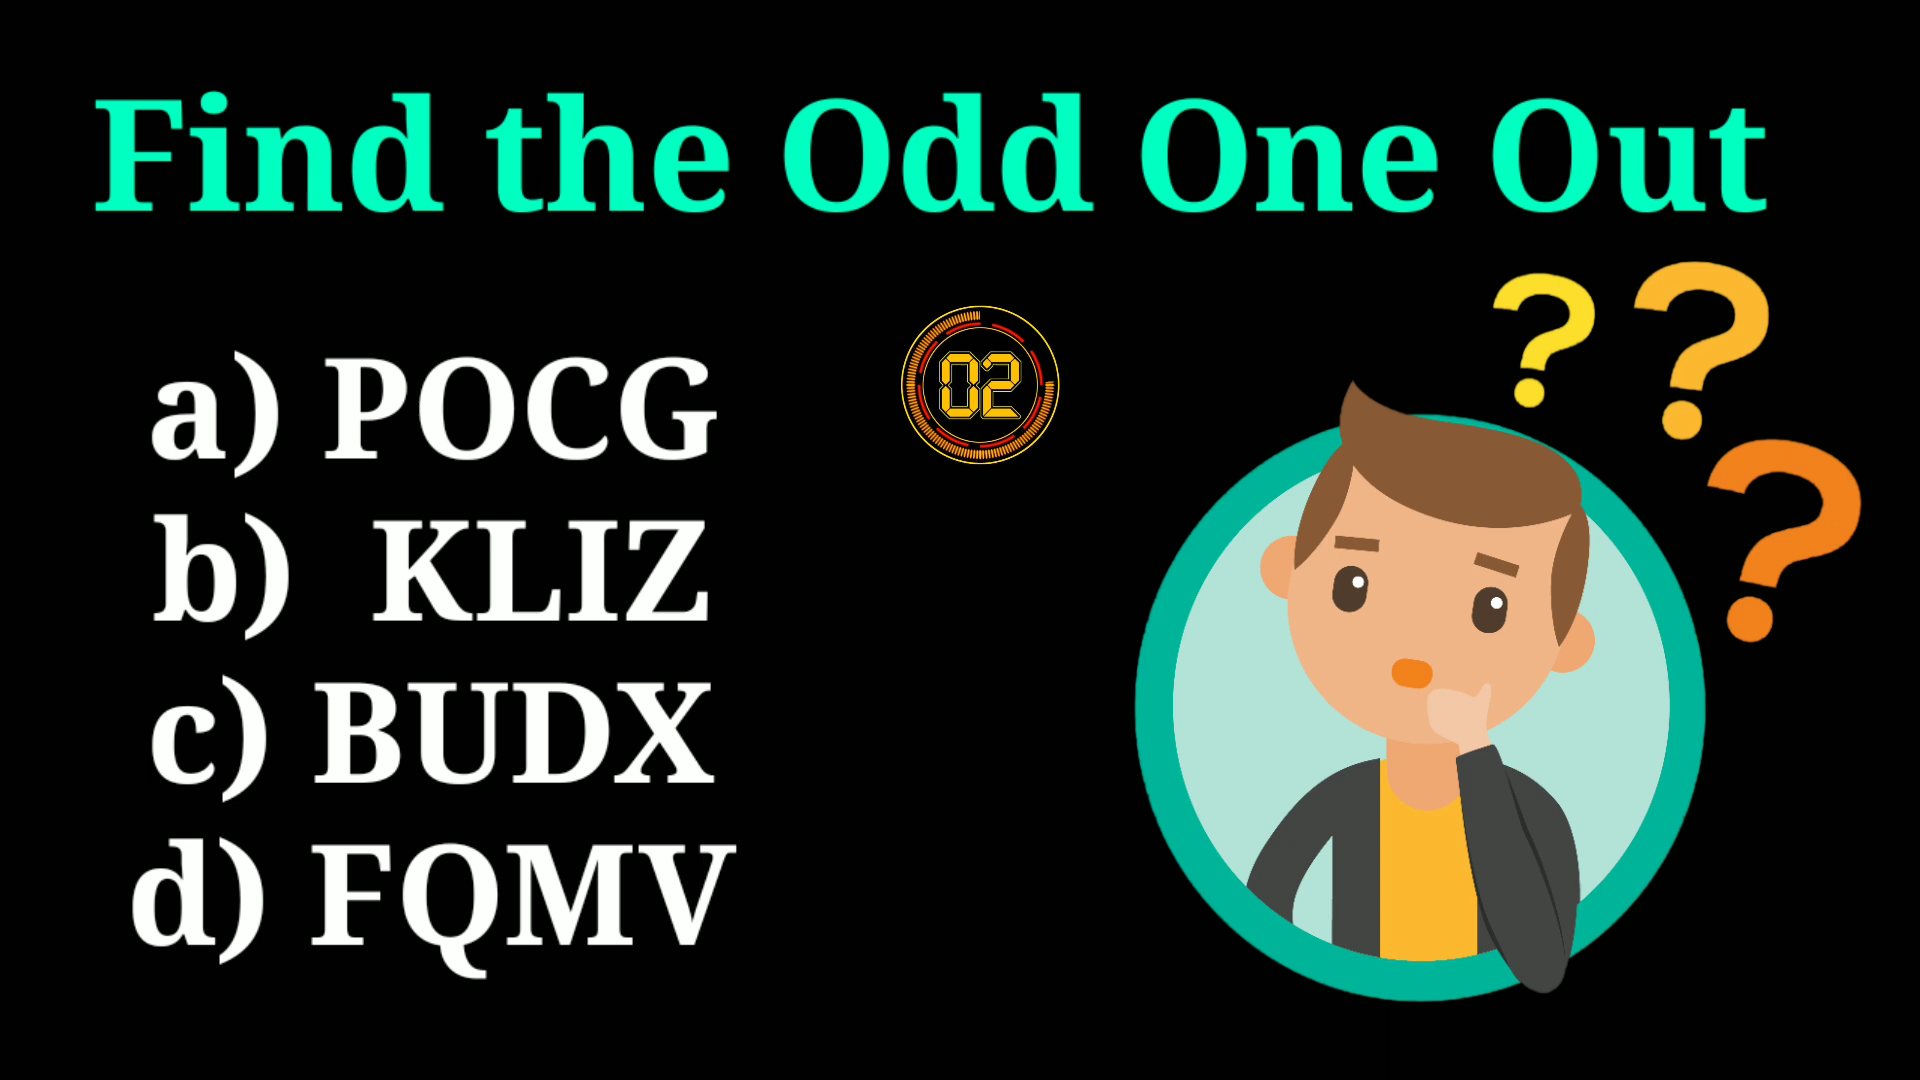 Find the Odd One Out
02
a) POCG
b) KLIZ
c) BUDX
d) FQMV
? ? ?